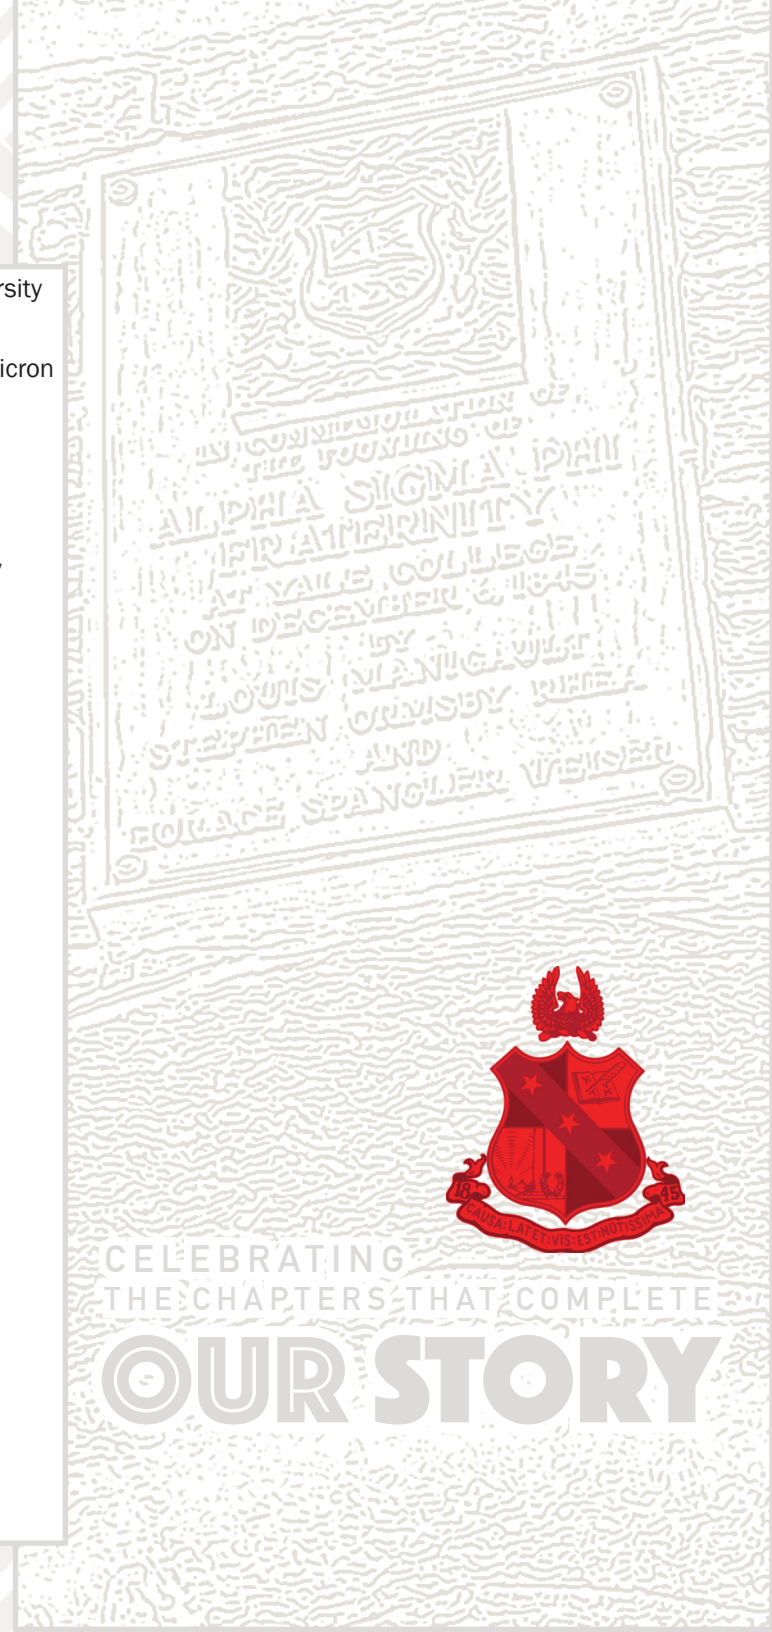 rsity
icron
y
IN COMMEMORATION OF
THE FOUNDING OF
ALPHA SIGMA PHI
FRATERNITY
AT YALE COLLEGE
ON DECEMBER 6, 1845
BY
LOUIS MANIGAULT
STEPHEN ORMSBY RHEA
AND
HORACE SPANGLER WEISER
18 45
CAUSA:LATET:VIS:EST:NOTISSIMA
CELEBRATING
THE CHAPTERS THAT COMPLETE
OUR STORY